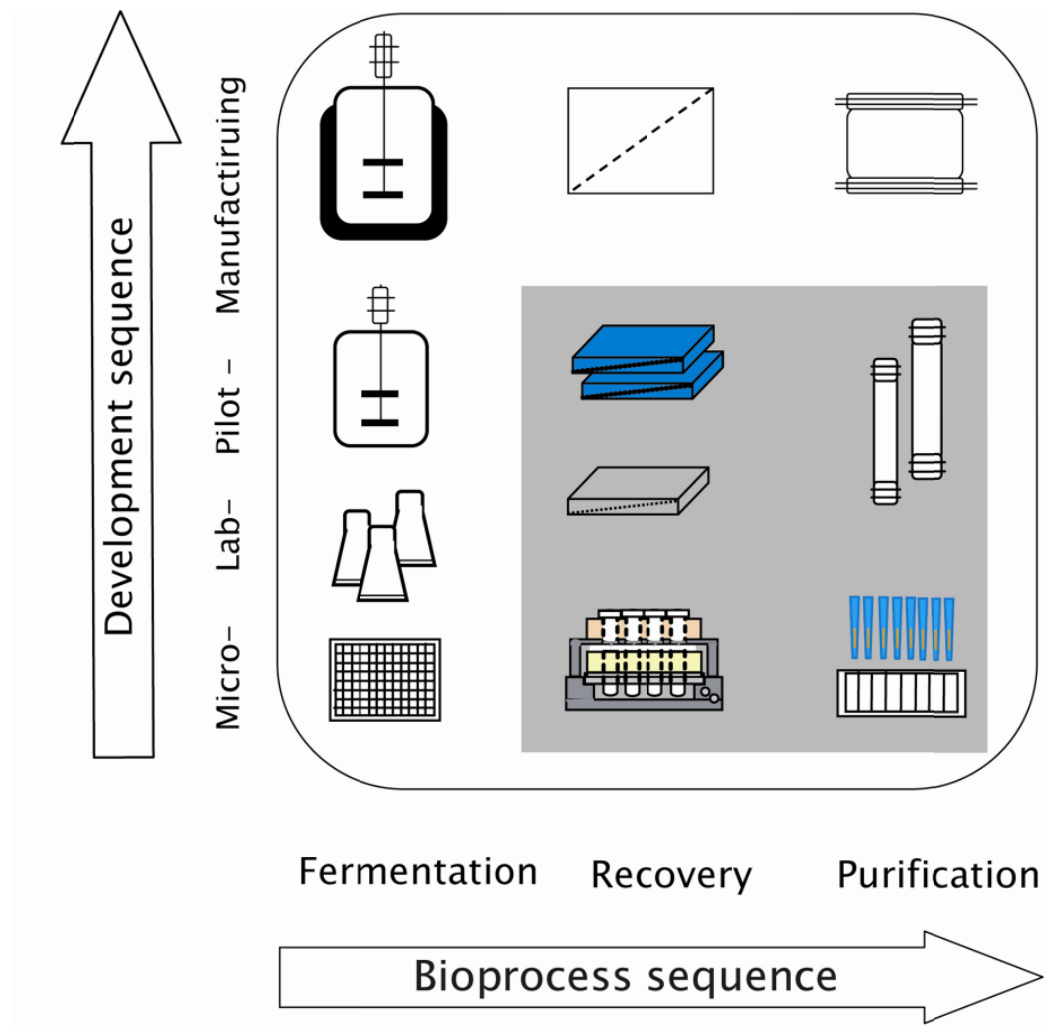 Development sequence
Manufactiruing
Pilot –
Lab–
Micro–
Fermentation
Recovery
Purification
Bioprocess sequence